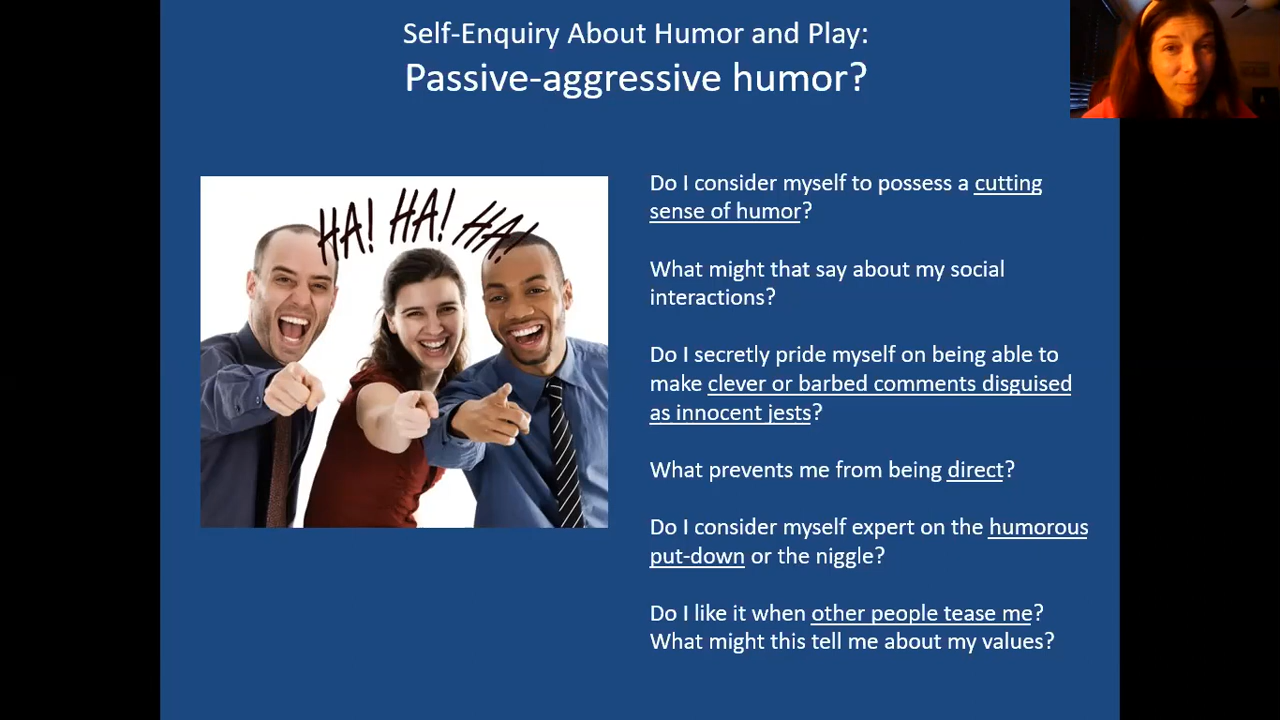 Self-Enquiry About Humor and Play:
Passive-aggressive humor?
HA! HA! HA!
Do I consider myself to possess a cutting
sense of humor?
What might that say about my social
interactions?
Do I secretly pride myself on being able to
make clever or barbed comments disguised
as innocent jests?
What prevents me from being direct?
Do I consider myself expert on the humorous
put-down or the niggle?
Do I like it when other people tease me?
What might this tell me about my values?